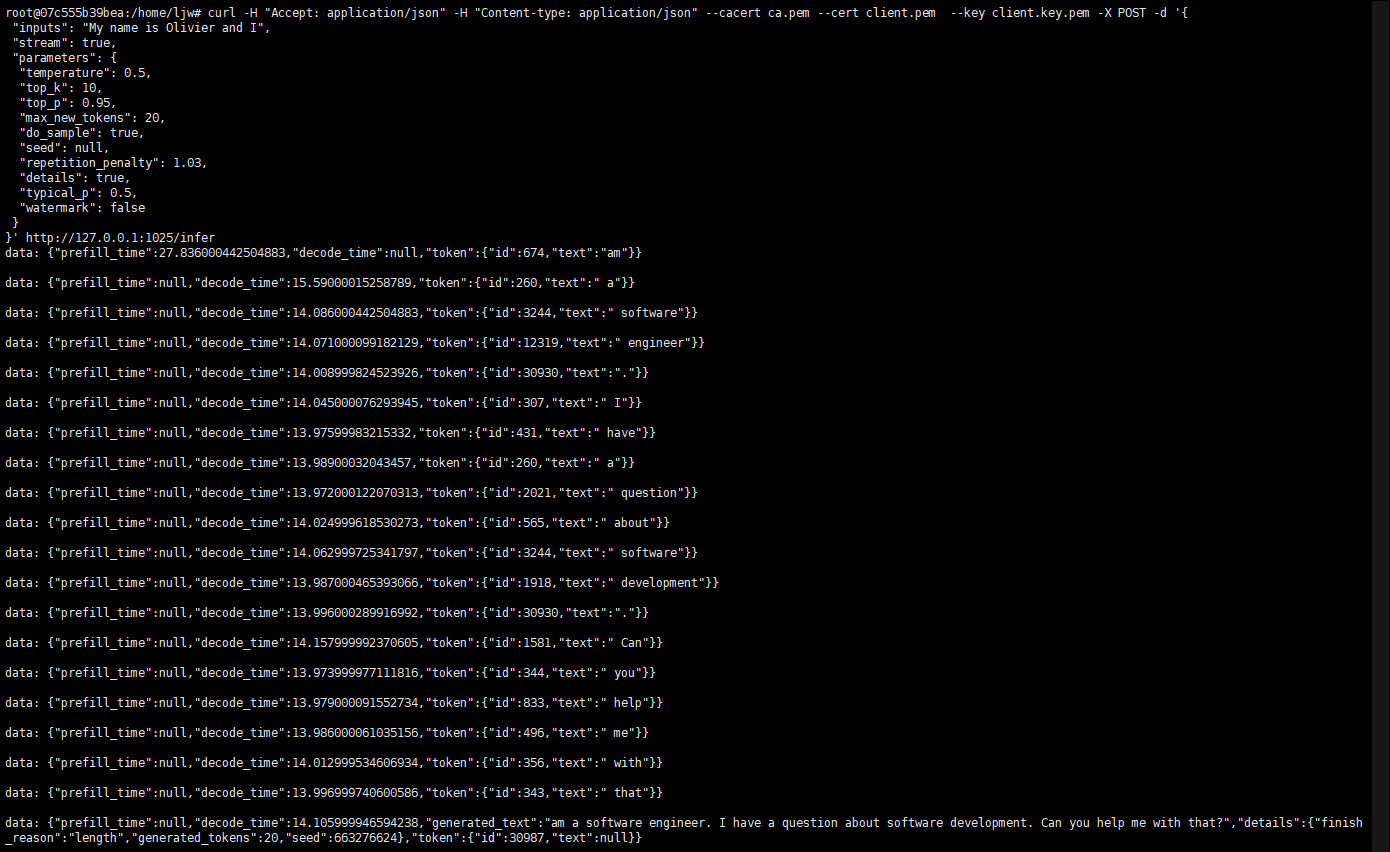 root@07c555b39bea:/home/ljw# curl -H "Accept: application/json" -H "Content-type: application/json" --cacert ca.pem --cert client.pem  --key client.key.pem -X POST -d '{
 "inputs": "My name is Olivier and I",
 "stream": true,
 "parameters": {
  "temperature": 0.5,
  "top_k": 10,
  "top_p": 0.95,
  "max_new_tokens": 20,
  "do_sample": true,
  "seed": null,
  "repetition_penalty": 1.03,
  "details": true,
  "typical_p": 0.5,
  "watermark": false
 }
}' http://127.0.0.1:1025/infer
data: {"prefill_time":27.836000442504883,"decode_time":null,"token":{"id":674,"text":"am"}}
data: {"prefill_time":null,"decode_time":15.59000015258789,"token":{"id":260,"text":" a"}}
data: {"prefill_time":null,"decode_time":14.086000442504883,"token":{"id":3244,"text":" software"}}
data: {"prefill_time":null,"decode_time":14.071000099182129,"token":{"id":12319,"text":" engineer"}}
data: {"prefill_time":null,"decode_time":14.008999824523926,"token":{"id":30930,"text":"."}}
data: {"prefill_time":null,"decode_time":14.045000076293945,"token":{"id":307,"text":" I"}}
data: {"prefill_time":null,"decode_time":13.97599983215332,"token":{"id":431,"text":" have"}}
data: {"prefill_time":null,"decode_time":13.98900032043457,"token":{"id":260,"text":" a"}}
data: {"prefill_time":null,"decode_time":13.972000122070313,"token":{"id":2021,"text":" question"}}
data: {"prefill_time":null,"decode_time":14.024999618530273,"token":{"id":565,"text":" about"}}
data: {"prefill_time":null,"decode_time":14.062999725341797,"token":{"id":3244,"text":" software"}}
data: {"prefill_time":null,"decode_time":13.987000465393066,"token":{"id":1918,"text":" development"}}
data: {"prefill_time":null,"decode_time":13.996000289916992,"token":{"id":30930,"text":"."}}
data: {"prefill_time":null,"decode_time":14.157999992370605,"token":{"id":1581,"text":" Can"}}
data: {"prefill_time":null,"decode_time":13.973999977111816,"token":{"id":344,"text":" you"}}
data: {"prefill_time":null,"decode_time":13.979000091552734,"token":{"id":833,"text":" help"}}
data: {"prefill_time":null,"decode_time":13.986000061035156,"token":{"id":496,"text":" me"}}
data: {"prefill_time":null,"decode_time":14.012999534606934,"token":{"id":356,"text":" with"}}
data: {"prefill_time":null,"decode_time":13.996999740600586,"token":{"id":343,"text":" that"}}
data: {"prefill_time":null,"decode_time":14.105999946594238,"generated_text":"am a software engineer. I have a question about software development. Can you help me with that?","details":{"finish
_reason":"length","generated_tokens":20,"seed":663276624},"token":{"id":30987,"text":null}}